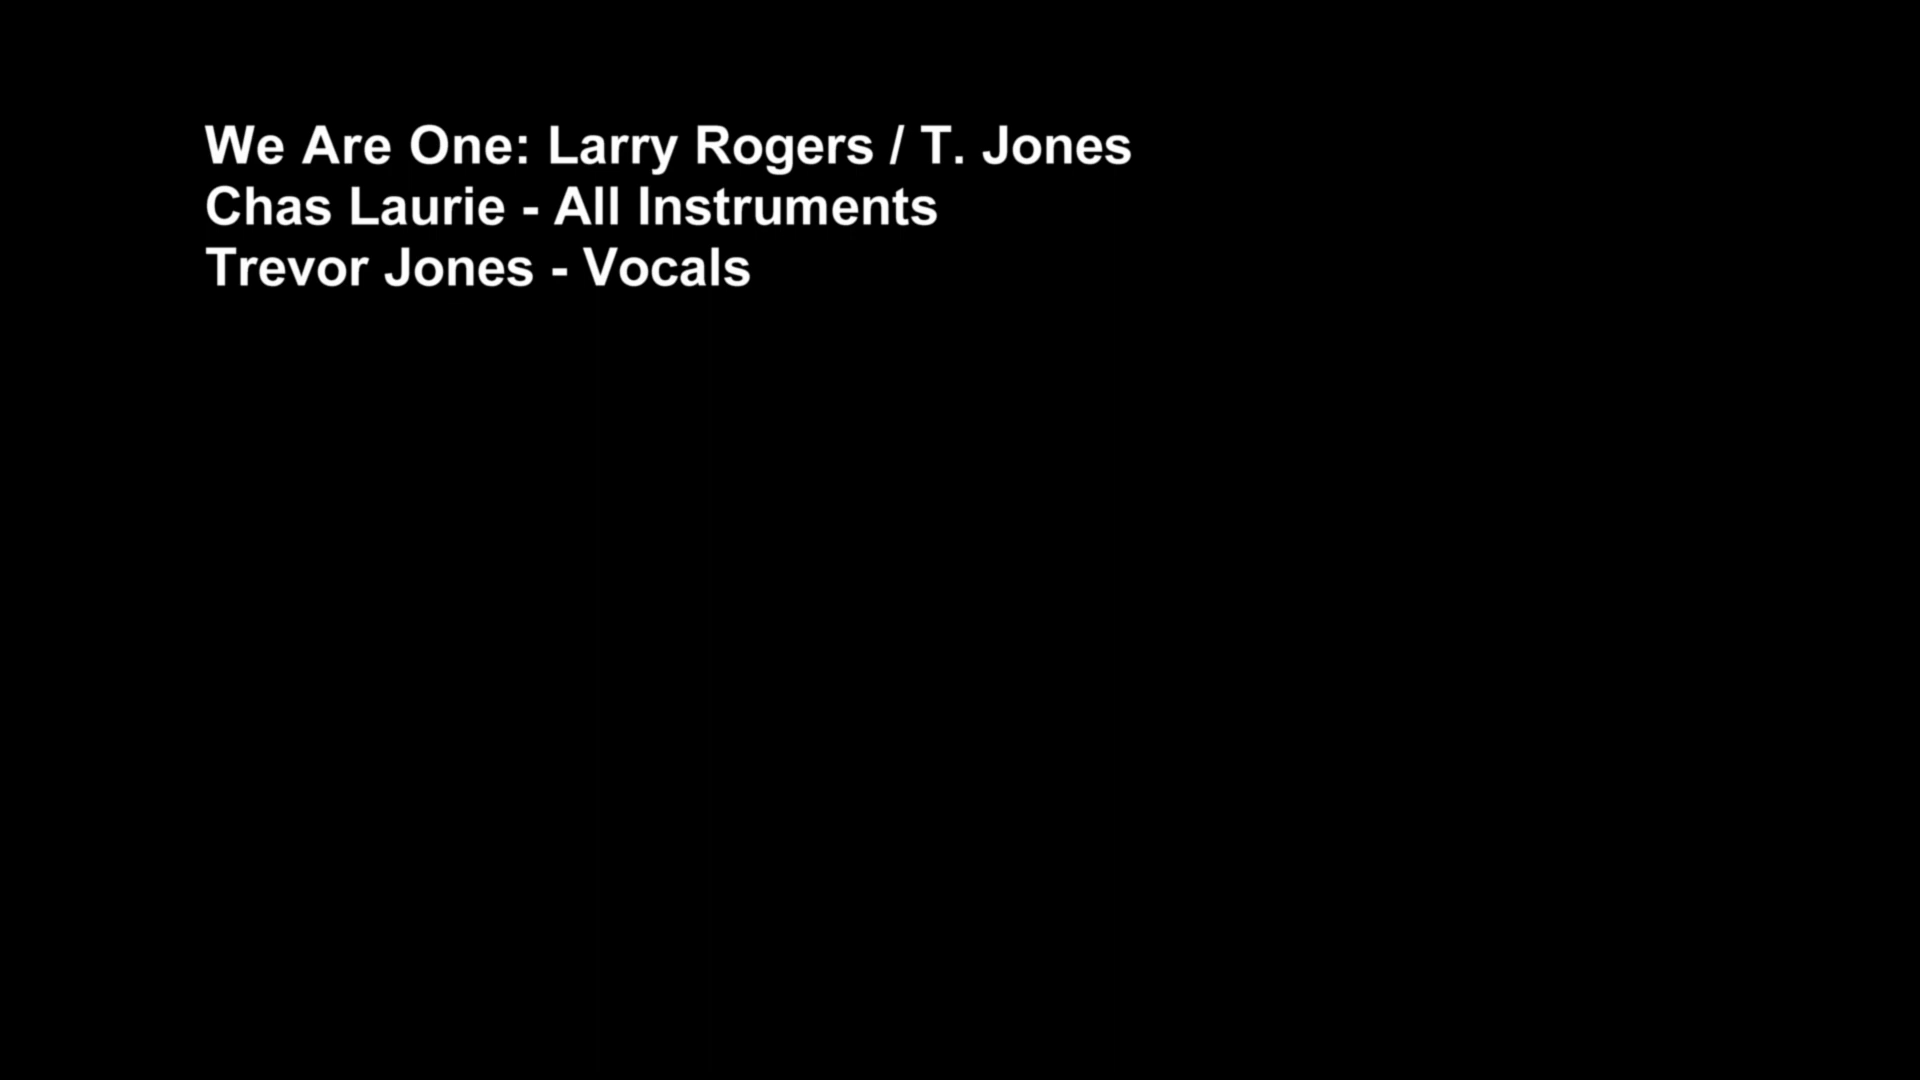 We Are One: Larry Rogers / T. Jones
Chas Laurie - All Instruments
Trevor Jones - Vocals